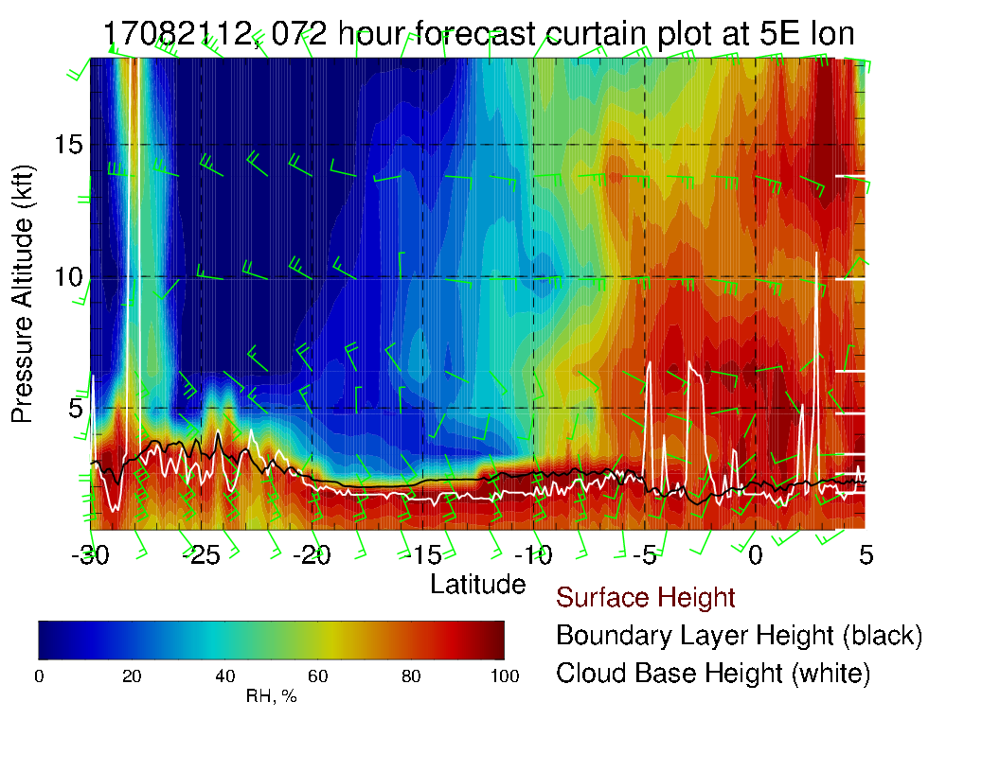 17082112, 072 hour forecast curtain plot at 5E lon
Pressure Altitude (kft)
15
10
5
-30 -25 -20 -15 -10 -5 0 5
Latitude
Surface Height
Boundary Layer Height (black)
Cloud Base Height (white)
0 20 40 60 80 100
RH, %